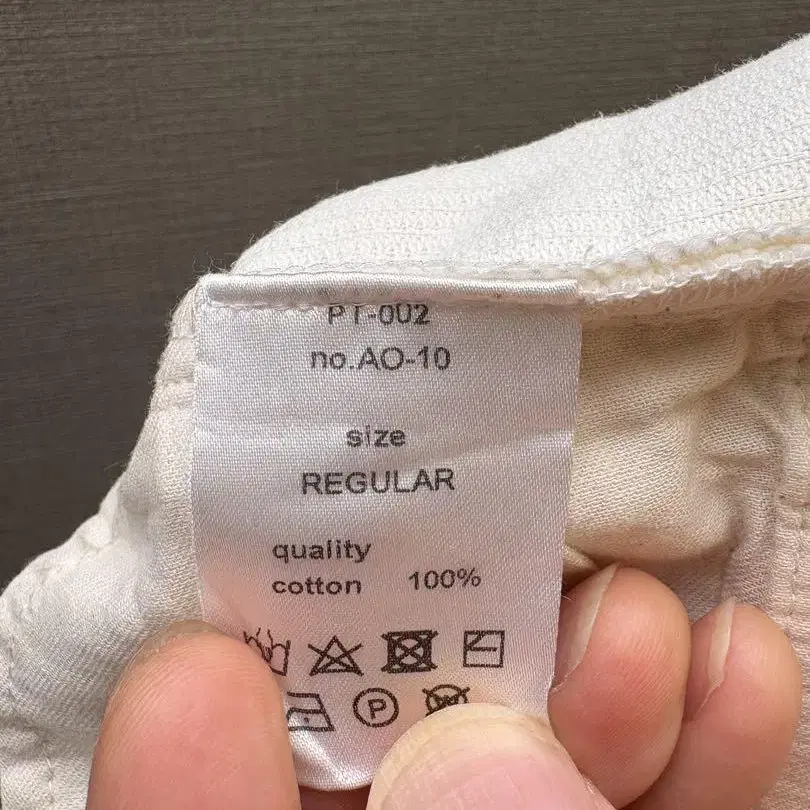 PT-002
no.AO-10
size
REGULAR
quality
cotton 100%
P
W